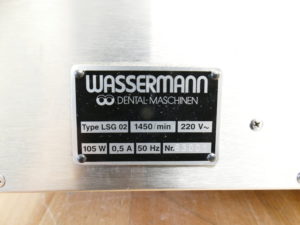 WASSERMANN
DENTAL-MASCHINEN
Type LSG 02 1450/min 220 V~
105 W 0,5 A 50 Hz Nr.